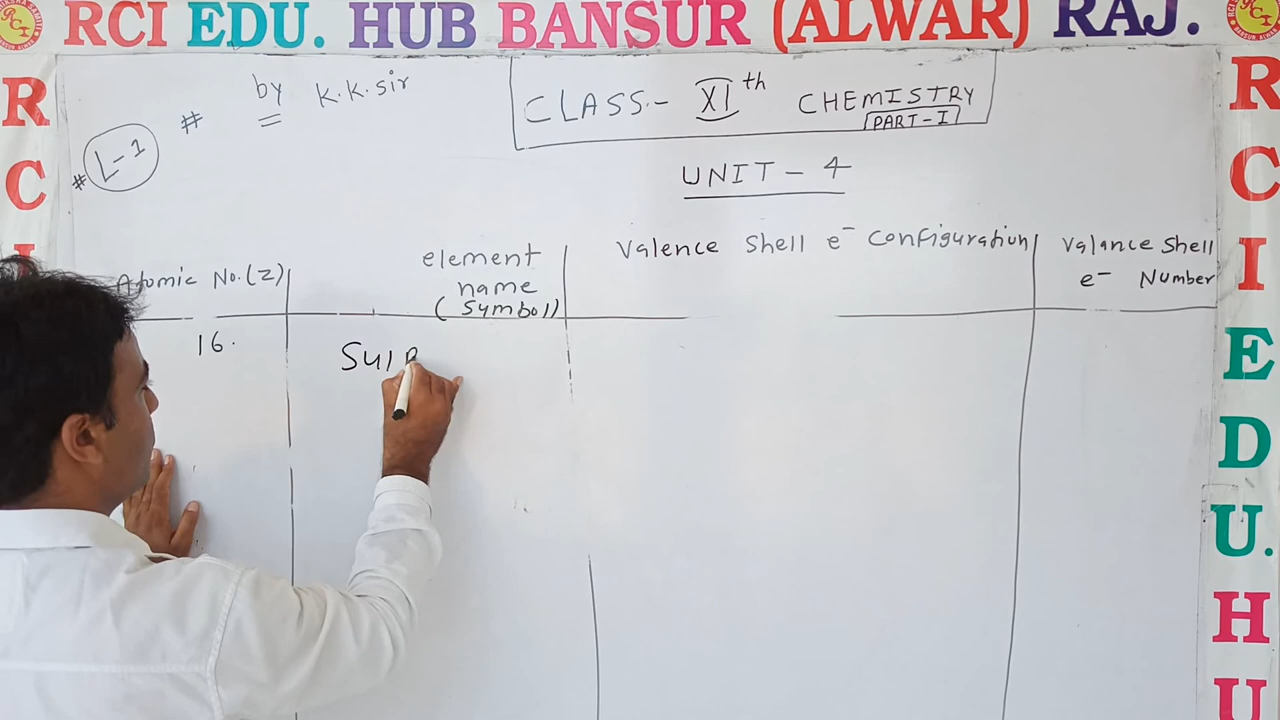 RCI EDU. HUB BANSUR (ALWAR) RAJ.
by K.K.sir
# L-1
#
CLASS:- XIth CHEMISTRY
PART-I
UNIT - 4
Atomic No.(Z)
element
name
(Symbol)
Valence Shell e⁻ Configuration
Valance Shell
e⁻ Number
16.
Sulp
R
C
I
R
C
I
E
D
U.
H
U